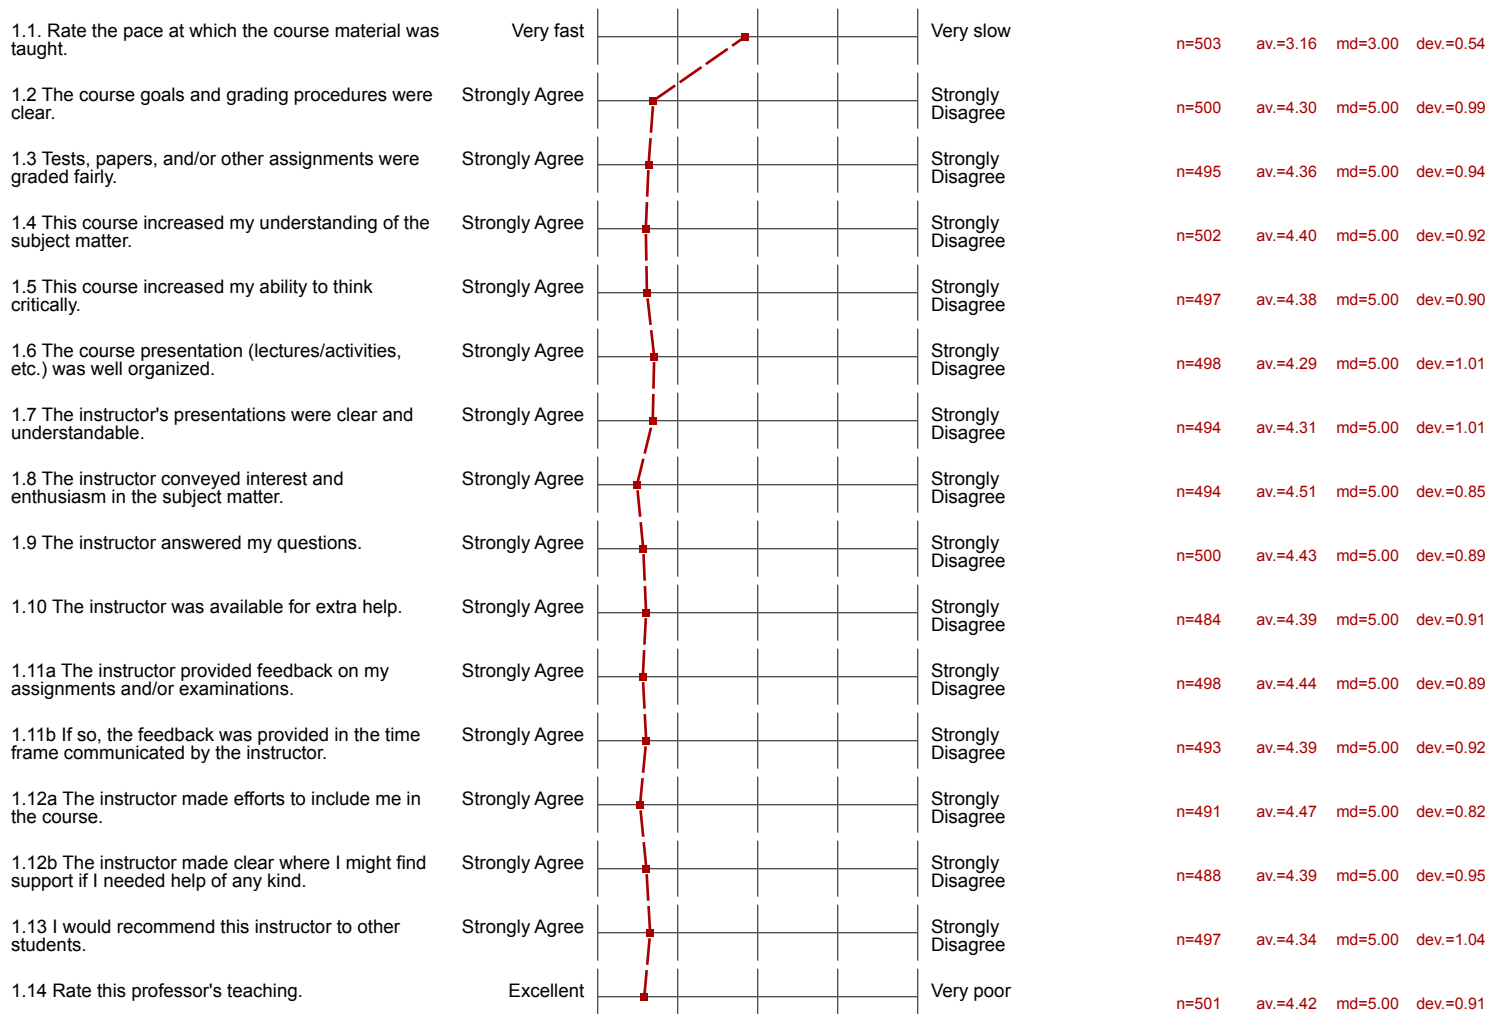 1.1. Rate the pace at which the course material was
taught.
Very fast
Very slow
n=503 av.=3.16 md=3.00 dev.=0.54
1.2 The course goals and grading procedures were
clear.
Strongly Agree
Strongly
Disagree
n=500 av.=4.30 md=5.00 dev.=0.99
1.3 Tests, papers, and/or other assignments were
graded fairly.
Strongly Agree
Strongly
Disagree
n=495 av.=4.36 md=5.00 dev.=0.94
1.4 This course increased my understanding of the
subject matter.
Strongly Agree
Strongly
Disagree
n=502 av.=4.40 md=5.00 dev.=0.92
1.5 This course increased my ability to think
critically.
Strongly Agree
Strongly
Disagree
n=497 av.=4.38 md=5.00 dev.=0.90
1.6 The course presentation (lectures/activities,
etc.) was well organized.
Strongly Agree
Strongly
Disagree
n=498 av.=4.29 md=5.00 dev.=1.01
1.7 The instructor's presentations were clear and
understandable.
Strongly Agree
Strongly
Disagree
n=494 av.=4.31 md=5.00 dev.=1.01
1.8 The instructor conveyed interest and
enthusiasm in the subject matter.
Strongly Agree
Strongly
Disagree
n=494 av.=4.51 md=5.00 dev.=0.85
1.9 The instructor answered my questions.
Strongly Agree
Strongly
Disagree
n=500 av.=4.43 md=5.00 dev.=0.89
1.10 The instructor was available for extra help.
Strongly Agree
Strongly
Disagree
n=484 av.=4.39 md=5.00 dev.=0.91
1.11a The instructor provided feedback on my
assignments and/or examinations.
Strongly Agree
Strongly
Disagree
n=498 av.=4.44 md=5.00 dev.=0.89
1.11b If so, the feedback was provided in the time
frame communicated by the instructor.
Strongly Agree
Strongly
Disagree
n=493 av.=4.39 md=5.00 dev.=0.92
1.12a The instructor made efforts to include me in
the course.
Strongly Agree
Strongly
Disagree
n=491 av.=4.47 md=5.00 dev.=0.82
1.12b The instructor made clear where I might find
support if I needed help of any kind.
Strongly Agree
Strongly
Disagree
n=488 av.=4.39 md=5.00 dev.=0.95
1.13 I would recommend this instructor to other
students.
Strongly Agree
Strongly
Disagree
n=497 av.=4.34 md=5.00 dev.=1.04
1.14 Rate this professor's teaching.
Excellent
Very poor
n=501 av.=4.42 md=5.00 dev.=0.91